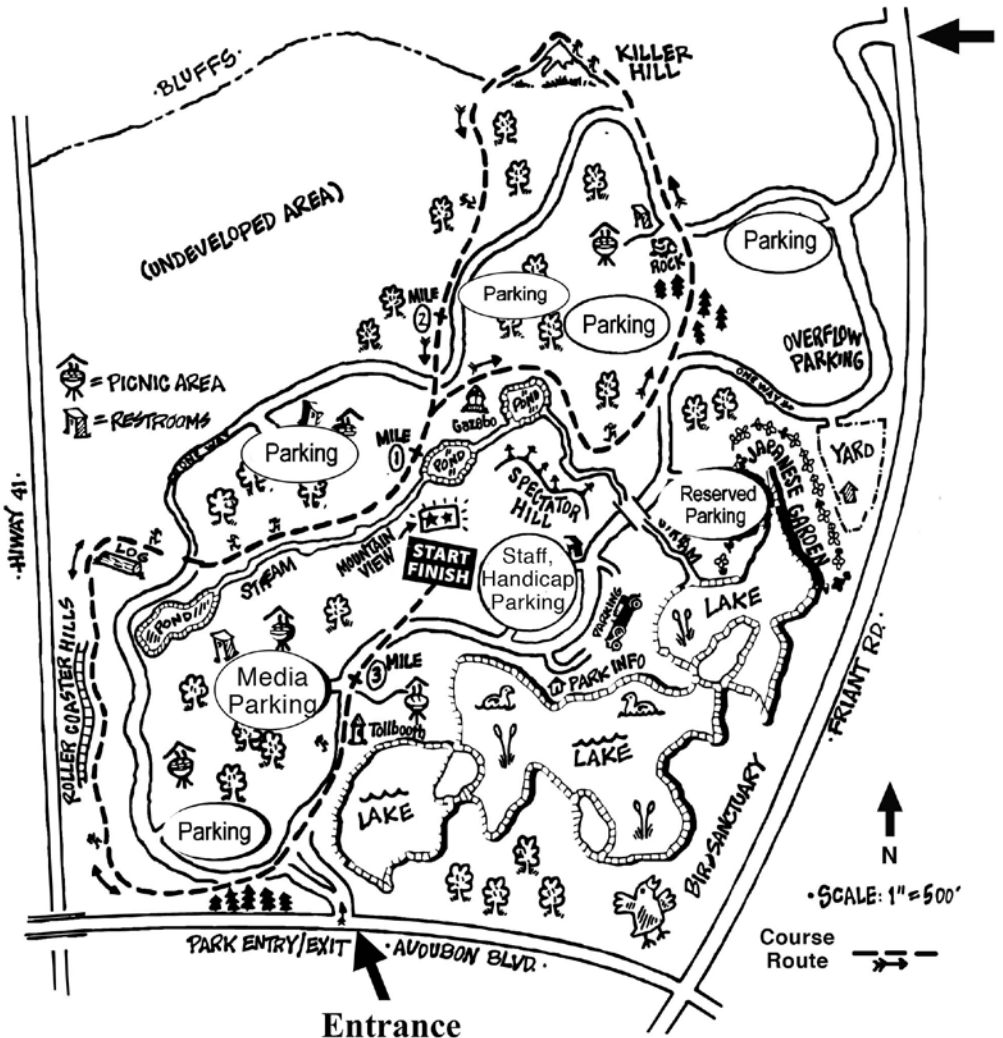 ·BLUFFS·
KILLER
HILL
(UNDEVELOPED AREA)
Parking
ROCK
MILE
2
Parking
Parking
OVERFLOW
PARKING
= PICNIC AREA
= RESTROOMS
ONE WAY
Gazabo
POND
ONE WAY
Parking
MILE
1
POND
SPECTATOR
HILL
Reserved
Parking
JAPANESE GARDEN
YARD
·HIWAY 41·
LOG
STREAM
MOUNTAIN
VIEW
START
FINISH
Staff,
Handicap
Parking
STREAM
LAKE
POND
PARKING
ROLLER COASTER HILLS
Media
Parking
3
MILE
PARK INFO
Tollbooth
LAKE
LAKE
Parking
BIRD SANCTUARY
·FRIANT RD.·
N
·SCALE: 1"=500'
PARK ENTRY/EXIT
·AUDUBON BLVD.·
Course
Route
Entrance